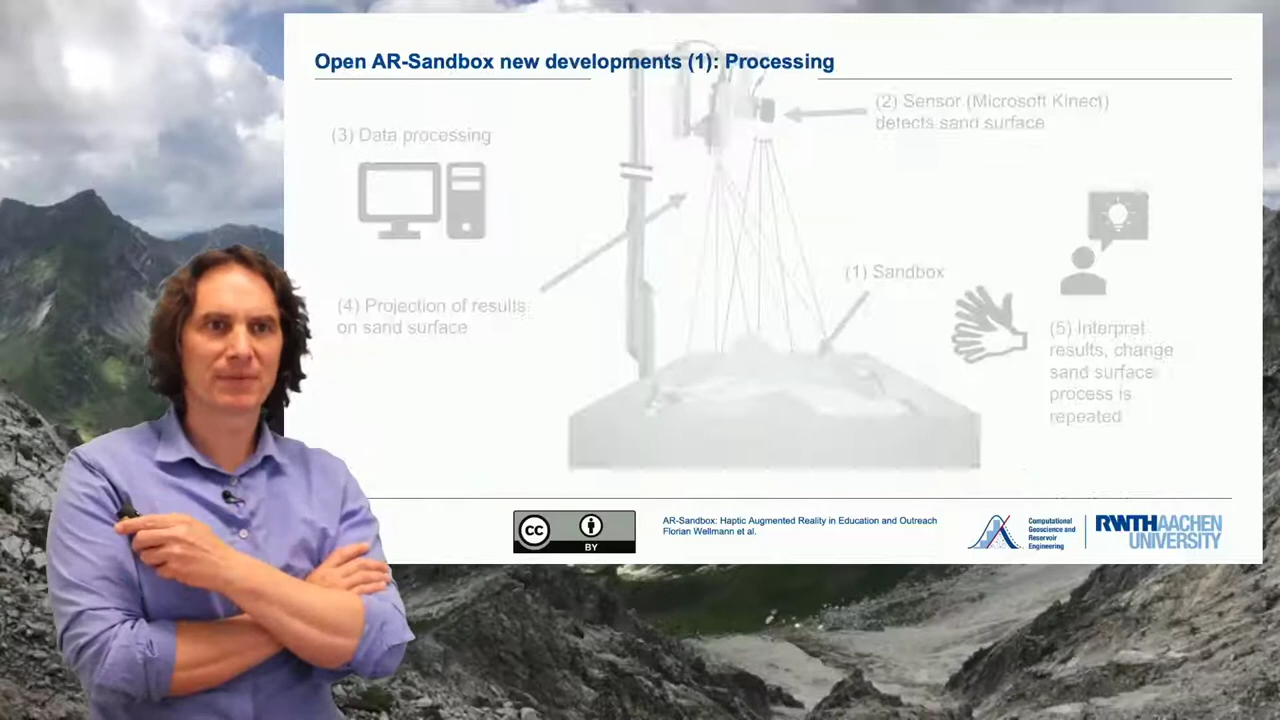 Open AR-Sandbox new developments (1): Processing
(2) Sensor (Microsoft Kinect)
detects sand surface
(3) Data processing
(1) Sandbox
(4) Projection of results
on sand surface
(5) Interpret
results, change
sand surface
process is
repeated
CC
BY
AR-Sandbox: Haptic Augmented Reality in Education and Outreach
Florian Wellmann et al.
Computational
Geoscience and
Reservoir
Engineering
RWTHAACHEN
UNIVERSITY